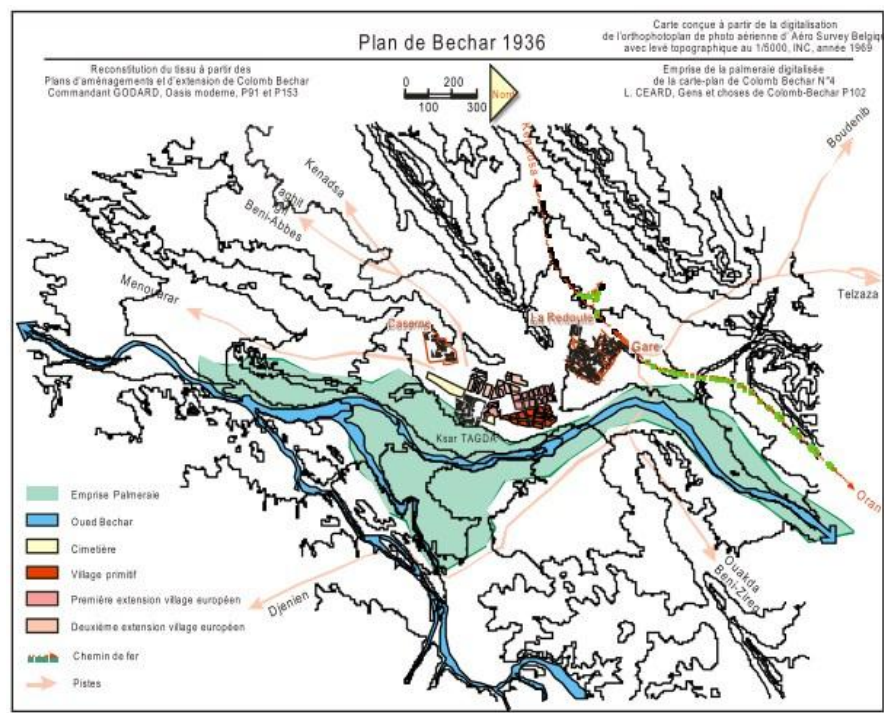 Plan de Bechar 1936
Carte conçue à partir de la digitalisation
de l'orthophotoplan de photo aérienne d' Aéro Survey Belgiqu
avec levé topographique au 1/5000, INC, année 1969
Reconstitution du tissu à partir des
Plans d'aménagements et d'extension de Colomb Bechar
Commandant GODARD, Oasis moderne, P91 et P153
0 200
100 300
Nord
Emprise de la palmeraie digitalisée
de la carte-plan de Colomb Bechar N°4
L. CEARD, Gens et choses de Colomb-Bechar P102
Boudenib
Kenadsa
Kenadsa
Taghit
Igli
Beni-Abbes
Telzaza
Menouarar
Caserne
La Redoute
Gare
Ksar TAGDA
Oran
Ouakda
Beni-Zireg
Djenien
Emprise Palmeraie
Oued Bechar
Cimetière
Village primitif
Première extension village européen
Deuxième extension village européen
Chemin de fer
Pistes